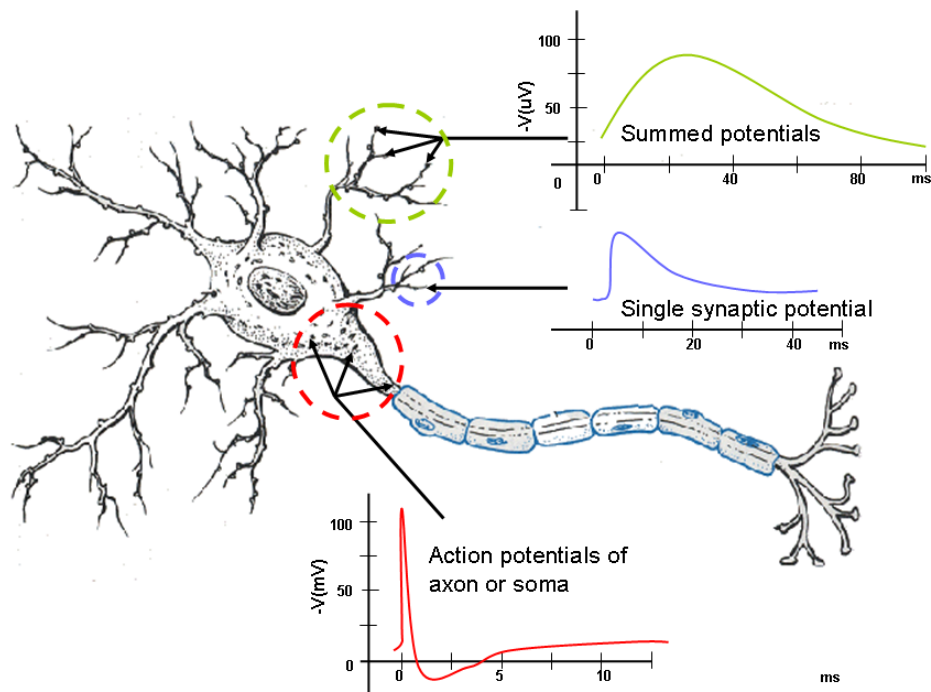 100
50
0
-V(uV)
Summed potentials
0
40
80
ms
Single synaptic potential
0
20
40
ms
100
50
0
-V(mV)
Action potentials of
axon or soma
0
5
10
ms